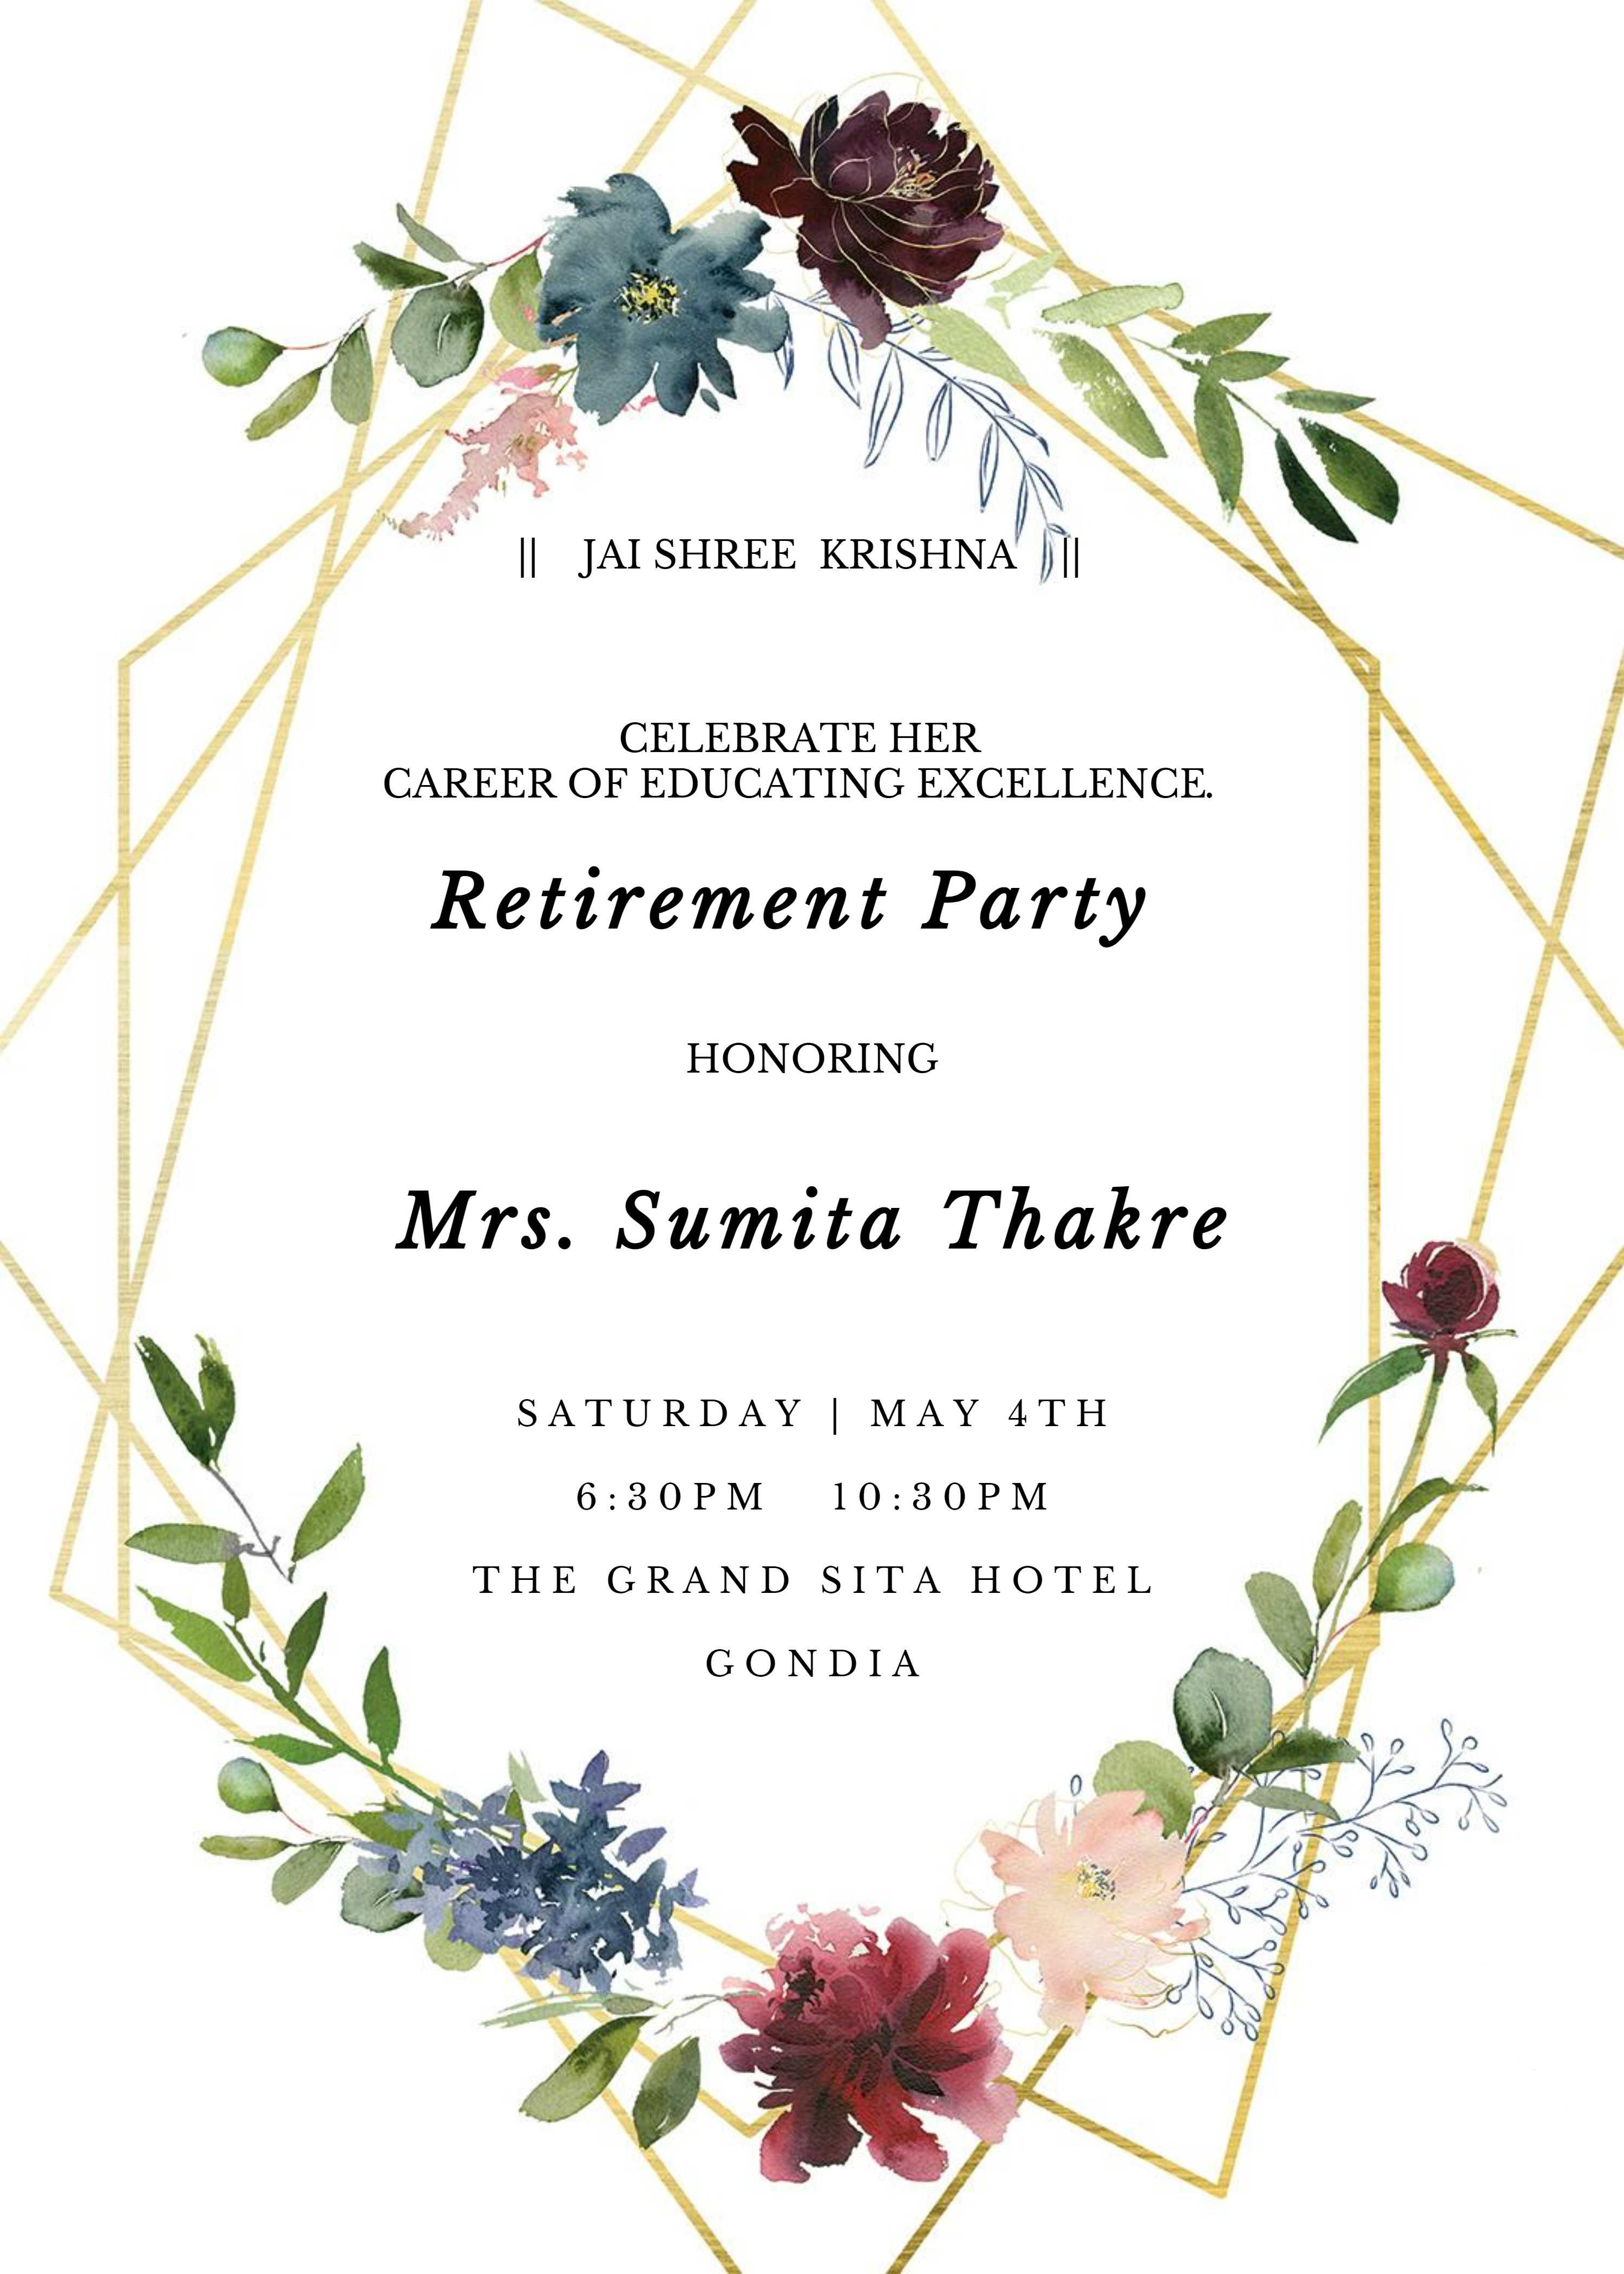 || JAI SHREE KRISHNA ||
CELEBRATE HER
CAREER OF EDUCATING EXCELLENCE.
Retirement Party
HONORING
Mrs. Sumita Thakre
SATURDAY | MAY 4TH
6:30PM 10:30PM
THE GRAND SITA HOTEL
GONDIA